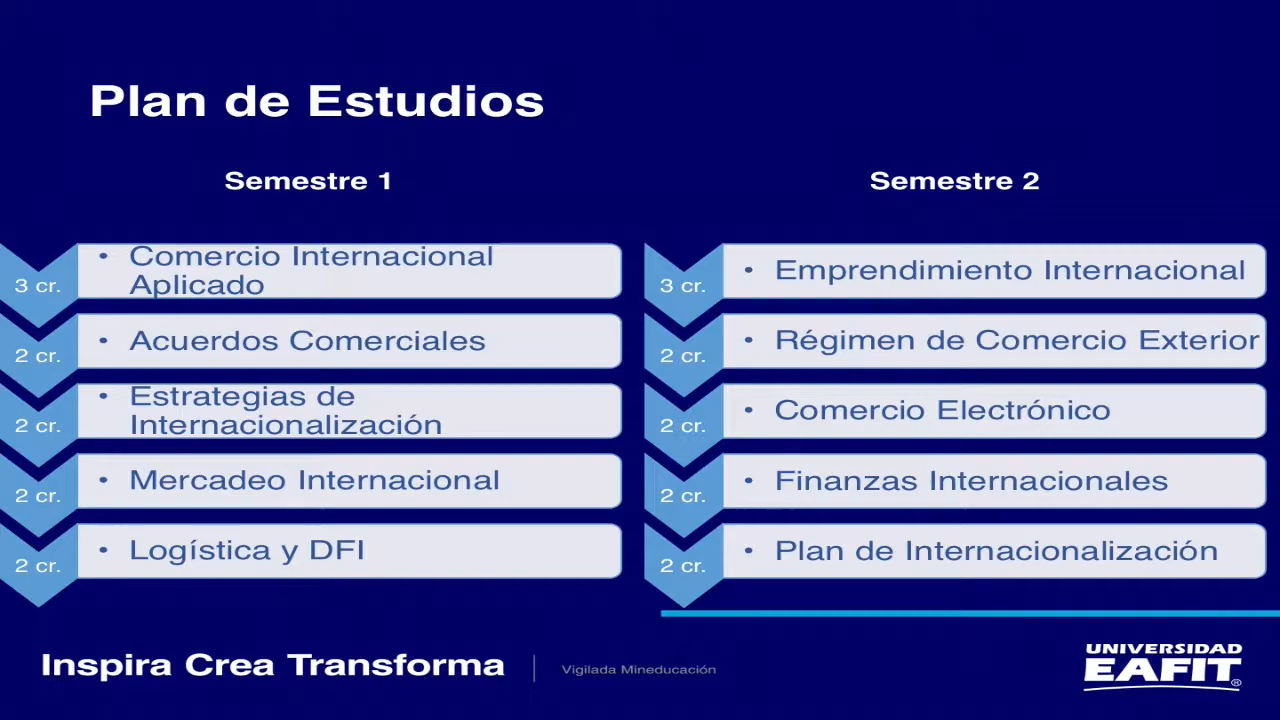 Plan de Estudios
Semestre 1
3 cr.
• Comercio Internacional
Aplicado
2 cr.
• Acuerdos Comerciales
2 cr.
• Estrategias de
Internacionalización
2 cr.
• Mercadeo Internacional
2 cr.
• Logística y DFI
Semestre 2
3 cr.
• Emprendimiento Internacional
2 cr.
• Régimen de Comercio Exterior
2 cr.
• Comercio Electrónico
2 cr.
• Finanzas Internacionales
2 cr.
• Plan de Internacionalización
Inspira Crea Transforma
Vigilada Mineducación
UNIVERSIDAD
EAFIT®